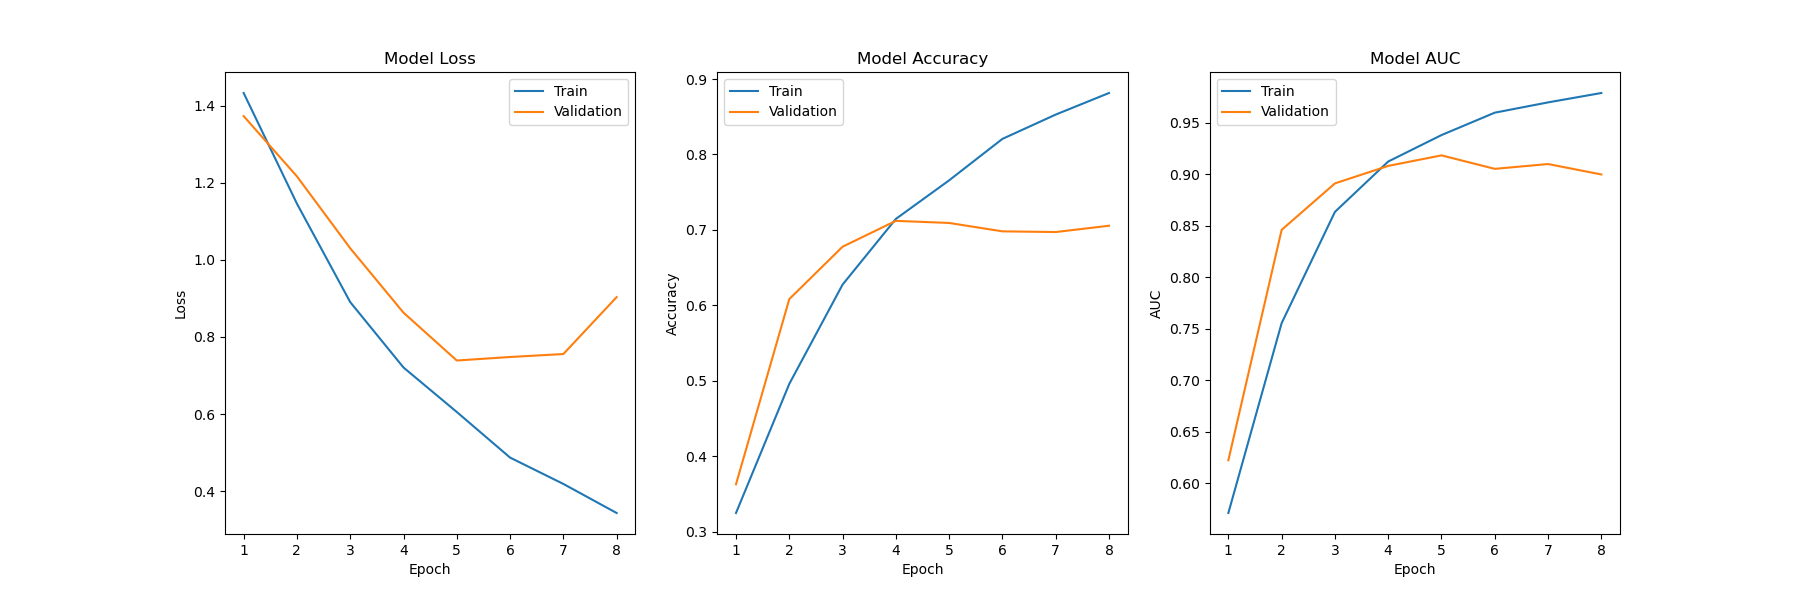 Model Loss
Train
Validation
1.4
1.2
1.0
0.8
0.6
0.4
Loss
1 2 3 4 5 6 7 8
Epoch
Model Accuracy
Train
Validation
0.9
0.8
0.7
0.6
0.5
0.4
0.3
Accuracy
1 2 3 4 5 6 7 8
Epoch
Model AUC
Train
Validation
0.95
0.90
0.85
0.80
0.75
0.70
0.65
0.60
AUC
1 2 3 4 5 6 7 8
Epoch